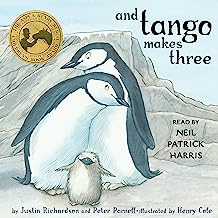 and
tango
makes
three
READ BY
NEIL
PATRICK
HARRIS
by Justin Richardson and Peter Parnell • illustrated by Henry Cole